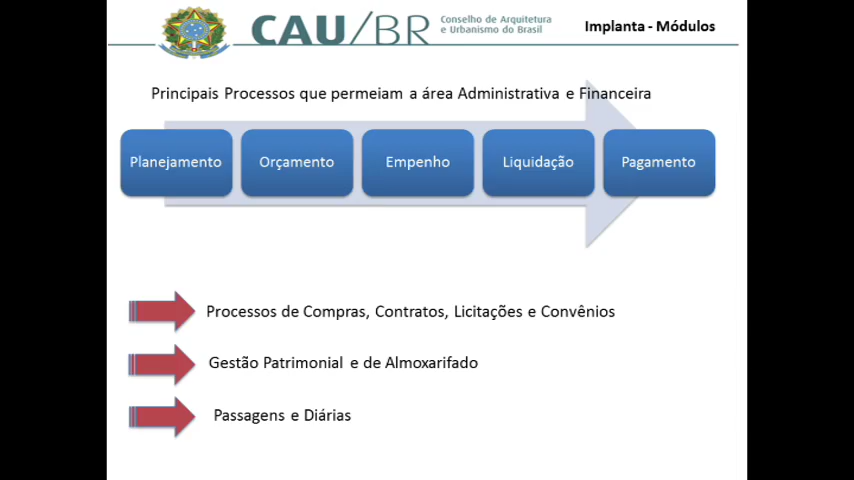 CAU/BR
Conselho de Arquitetura
e Urbanismo do Brasil
Implanta - Módulos
Principais Processos que permeiam a área Administrativa e Financeira
Planejamento
Orçamento
Empenho
Liquidação
Pagamento
Processos de Compras, Contratos, Licitações e Convênios
Gestão Patrimonial e de Almoxarifado
Passagens e Diárias